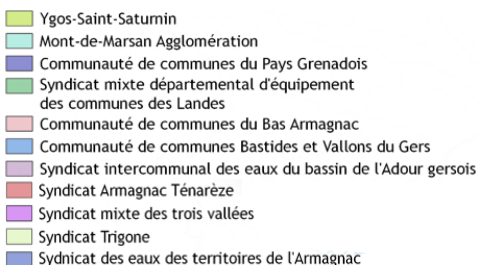 Ygos-Saint-Saturnin
Mont-de-Marsan Agglomération
Communauté de communes du Pays Grenadois
Syndicat mixte départemental d'équipement
des communes des Landes
Communauté de communes du Bas Armagnac
Communauté de communes Bastides et Vallons du Gers
Syndicat intercommunal des eaux du bassin de l'Adour gersois
Syndicat Armagnac Ténarèze
Syndicat mixte des trois vallées
Syndicat Trigone
Sydnicat des eaux des territoires de l'Armagnac